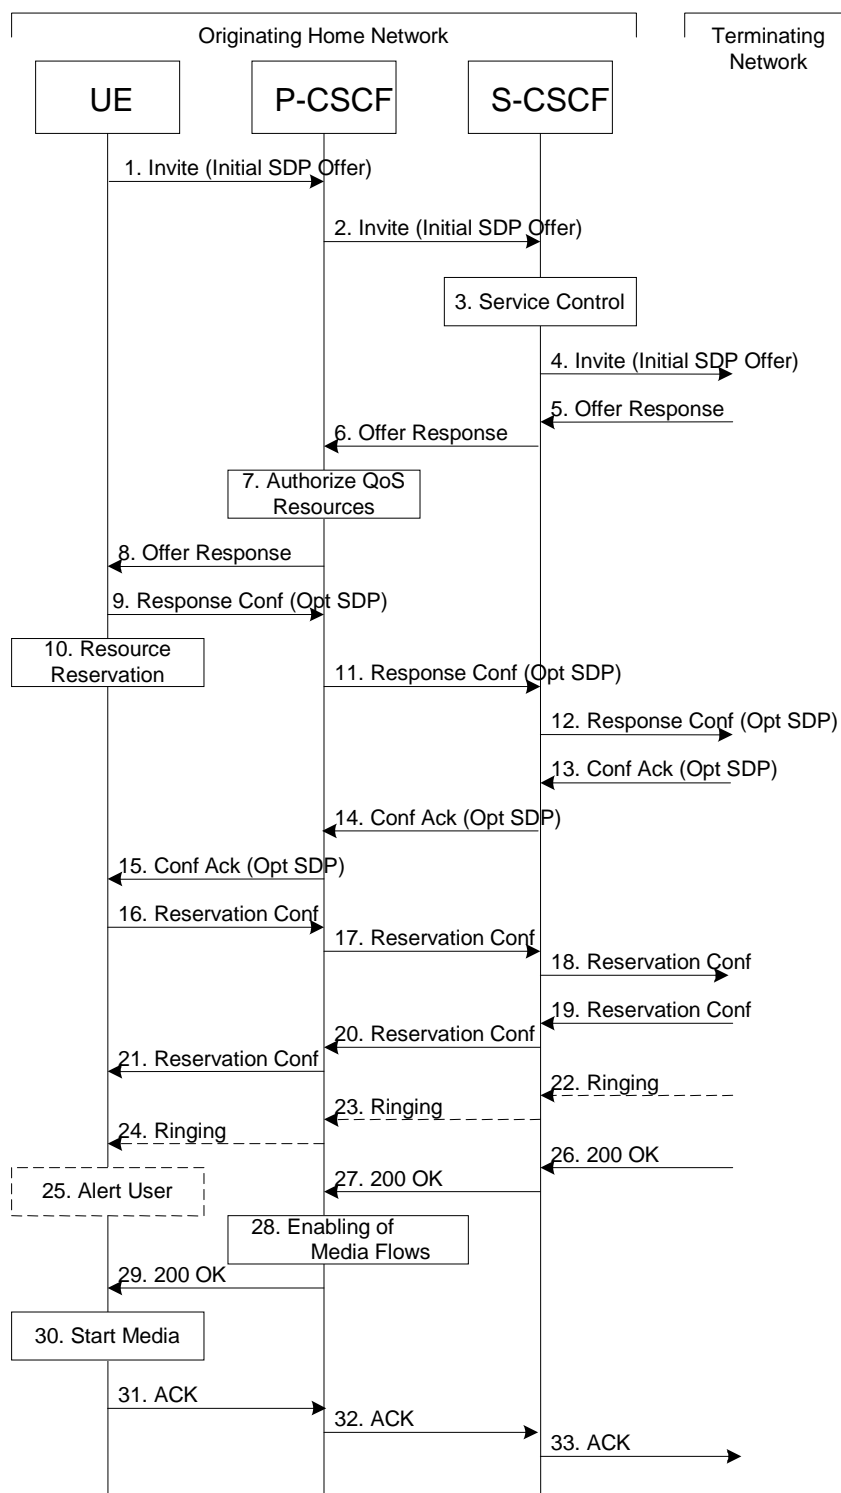 Originating Home Network
Terminating
Network
UE
P-CSCF
S-CSCF
1. Invite (Initial SDP Offer)
2. Invite (Initial SDP Offer)
3. Service Control
4. Invite (Initial SDP Offer)
5. Offer Response
6. Offer Response
7. Authorize QoS
Resources
8. Offer Response
9. Response Conf (Opt SDP)
10. Resource
Reservation
11. Response Conf (Opt SDP)
12. Response Conf (Opt SDP)
13. Conf Ack (Opt SDP)
14. Conf Ack (Opt SDP)
15. Conf Ack (Opt SDP)
16. Reservation Conf
17. Reservation Conf
18. Reservation Conf
19. Reservation Conf
20. Reservation Conf
21. Reservation Conf
22. Ringing
23. Ringing
24. Ringing
25. Alert User
26. 200 OK
27. 200 OK
28. Enabling of
Media Flows
29. 200 OK
30. Start Media
31. ACK
32. ACK
33. ACK